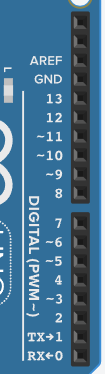 AREF
GND
13
12
~11
~10
~9
8
7
~6
~5
4
~3
2
TX→1
RX←0
DIGITAL (PWM~)
L